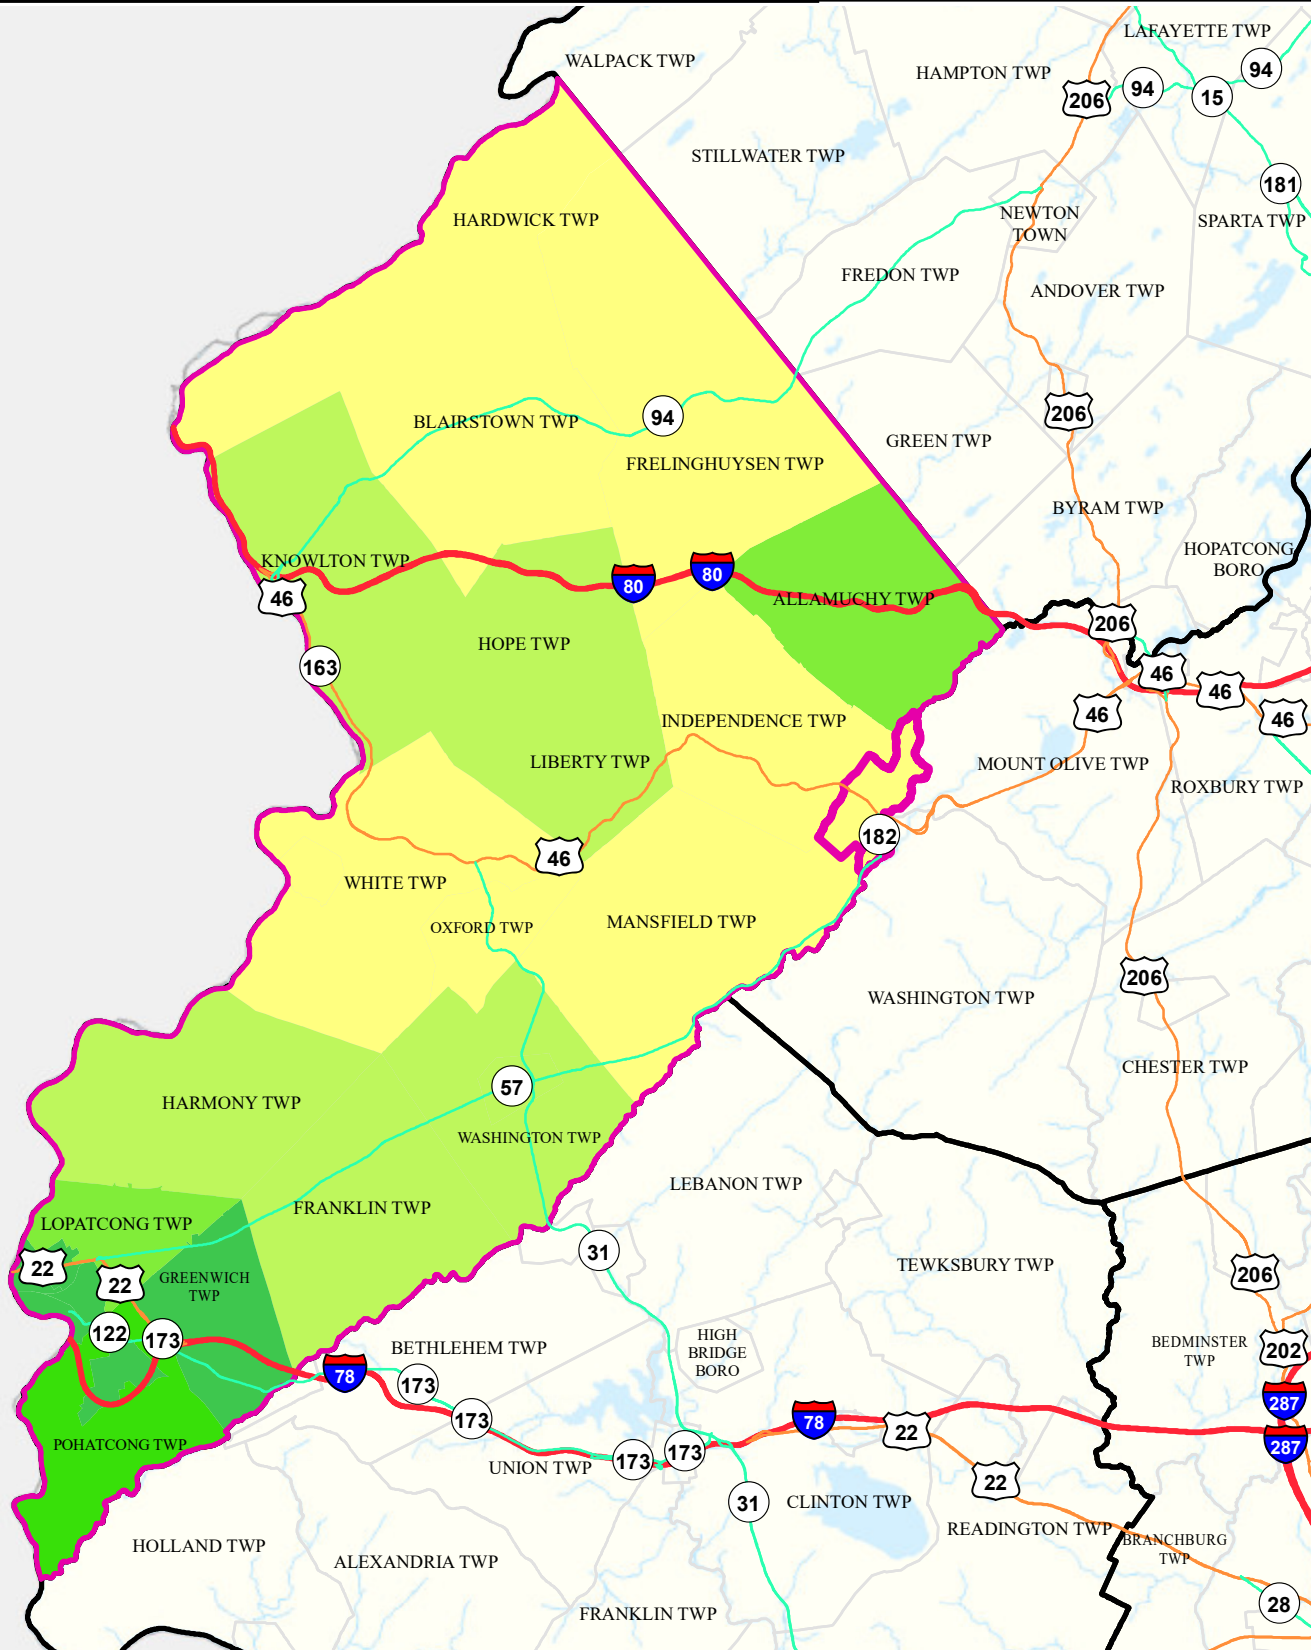 LAFAYETTE TWP
WALPACK TWP
HAMPTON TWP
94
94
206
15
STILLWATER TWP
181
HARDWICK TWP
NEWTON
TOWN
SPARTA TWP
FREDON TWP
ANDOVER TWP
206
BLAIRSTOWN TWP
94
GREEN TWP
FRELINGHUYSEN TWP
BYRAM TWP
HOPATCONG
BORO
KNOWLTON TWP
80
80
46
ALLAMUCHY TWP
206
HOPE TWP
163
46
46
46
46
INDEPENDENCE TWP
LIBERTY TWP
MOUNT OLIVE TWP
ROXBURY TWP
182
46
WHITE TWP
OXFORD TWP
MANSFIELD TWP
206
WASHINGTON TWP
CHESTER TWP
57
HARMONY TWP
WASHINGTON TWP
LEBANON TWP
FRANKLIN TWP
LOPATCONG TWP
31
22
22
GREENWICH
TWP
TEWKSBURY TWP
206
122
173
BETHLEHEM TWP
HIGH
BRIDGE
BORO
BEDMINSTER
TWP
202
78
173
287
173
78
22
287
POHATCONG TWP
173
173
UNION TWP
22
31
CLINTON TWP
READINGTON TWP
BRANCHBURG
TWP
HOLLAND TWP
ALEXANDRIA TWP
28
FRANKLIN TWP